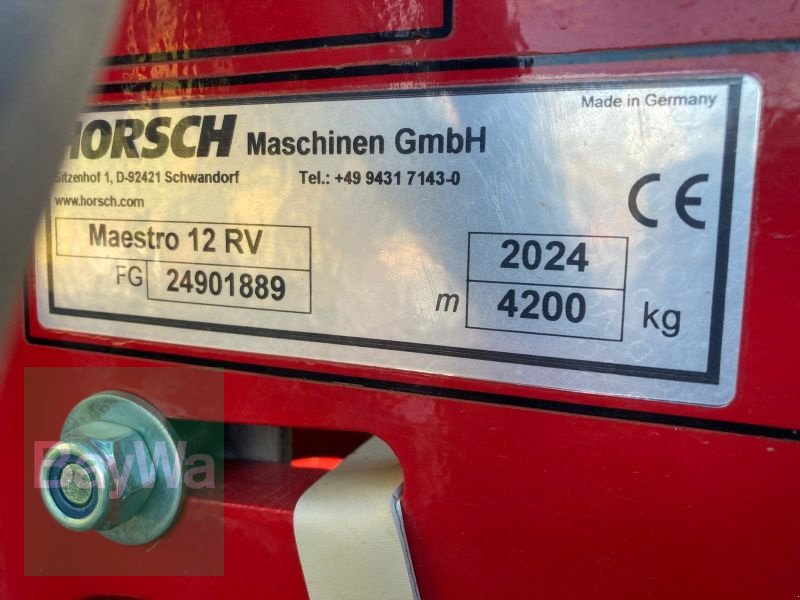 Made in Germany
HORSCH Maschinen GmbH
Sitzenhof 1, D-92421 Schwandorf Tel.: +49 9431 7143-0
www.horsch.com
CE
Maestro 12 RV 2024
FG 24901889 m 4200 kg
BayWa